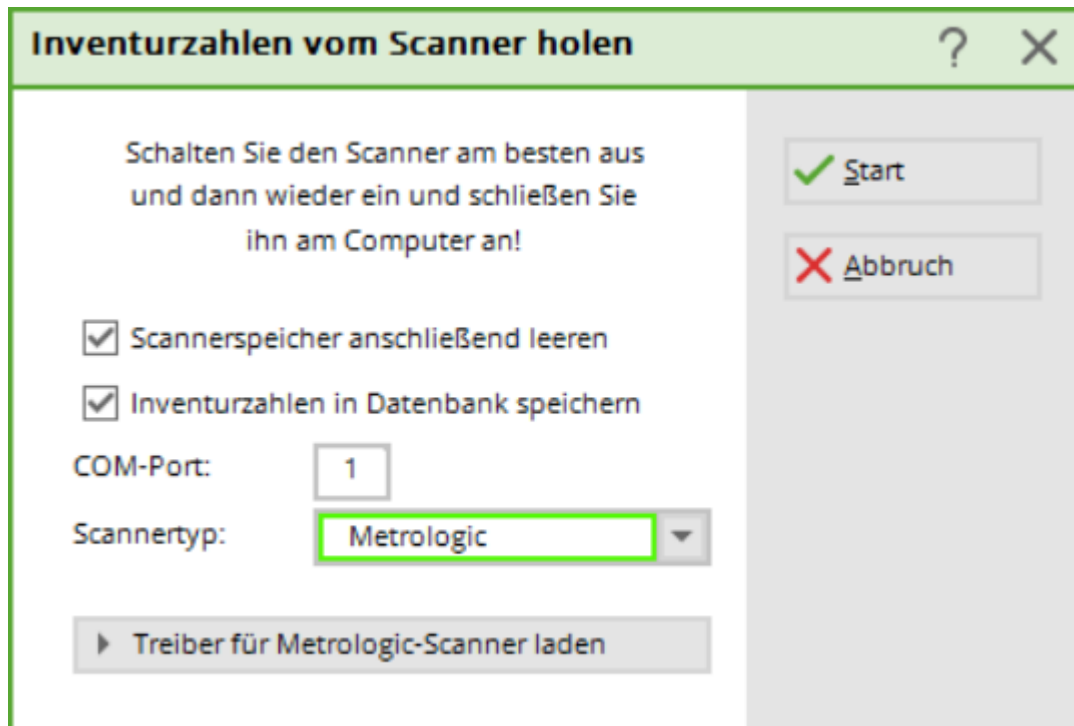 Inventurzahlen vom Scanner holen
?
Schalten Sie den Scanner am besten aus
und dann wieder ein und schließen Sie
ihn am Computer an!
Start
Abbruch
Scannerspeicher anschließend leeren
Inventurzahlen in Datenbank speichern
COM-Port: 1
Scannertyp: Metrologic
Treiber für Metrologic-Scanner laden